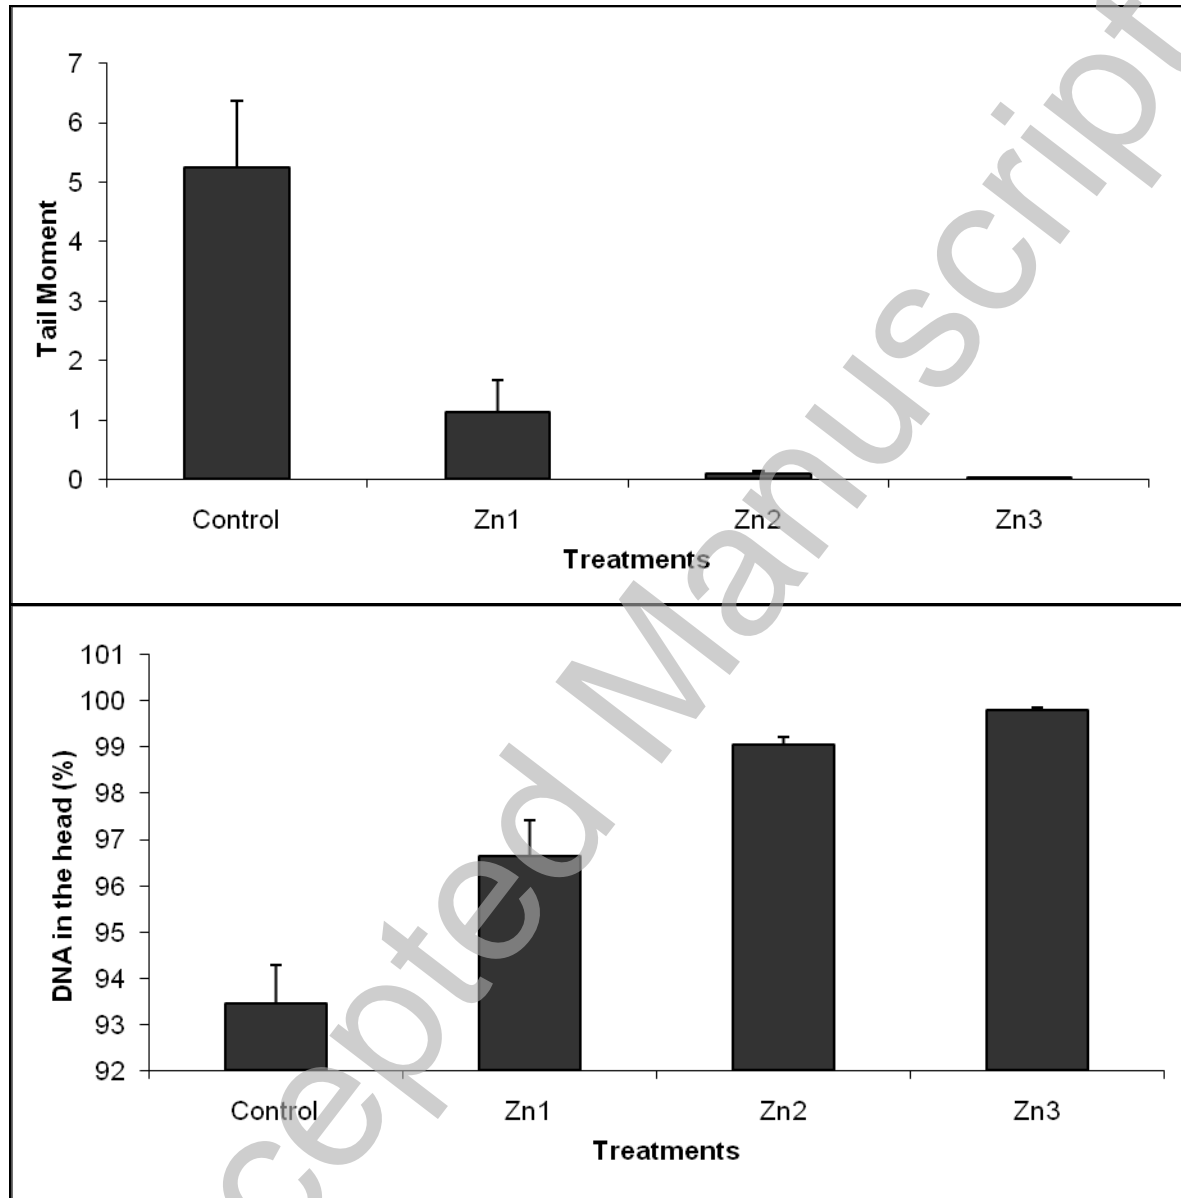 7
6
5
4
3
2
1
0
Tail Moment
Control Zn1 Zn2 Zn3
Treatments
101
100
99
98
97
96
95
94
93
92
DNA in the head (%)
Control Zn1 Zn2 Zn3
Treatments
cepted Manuscript